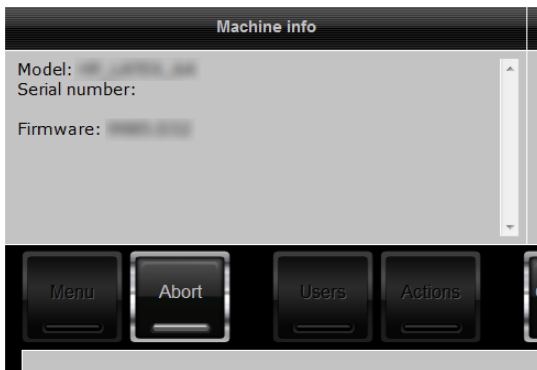 Machine info
Model:
Serial number:
Firmware:
Menu
Abort
Users
Actions